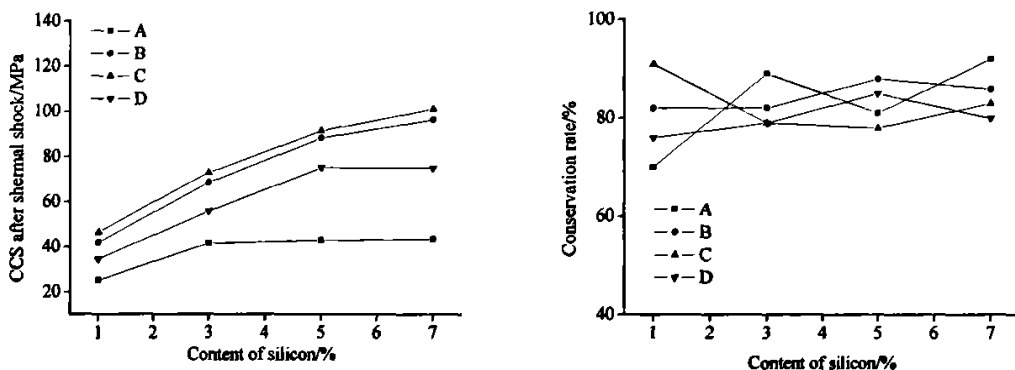 CCS after shermal shock/MPa
140
120
100
80
60
40
20
A
B
C
D
1 2 3 4 5 6 7
Content of silicon/%
Conservation rate/%
100
80
60
40
A
B
C
D
1 2 3 4 5 6 7
Content of silicon/%